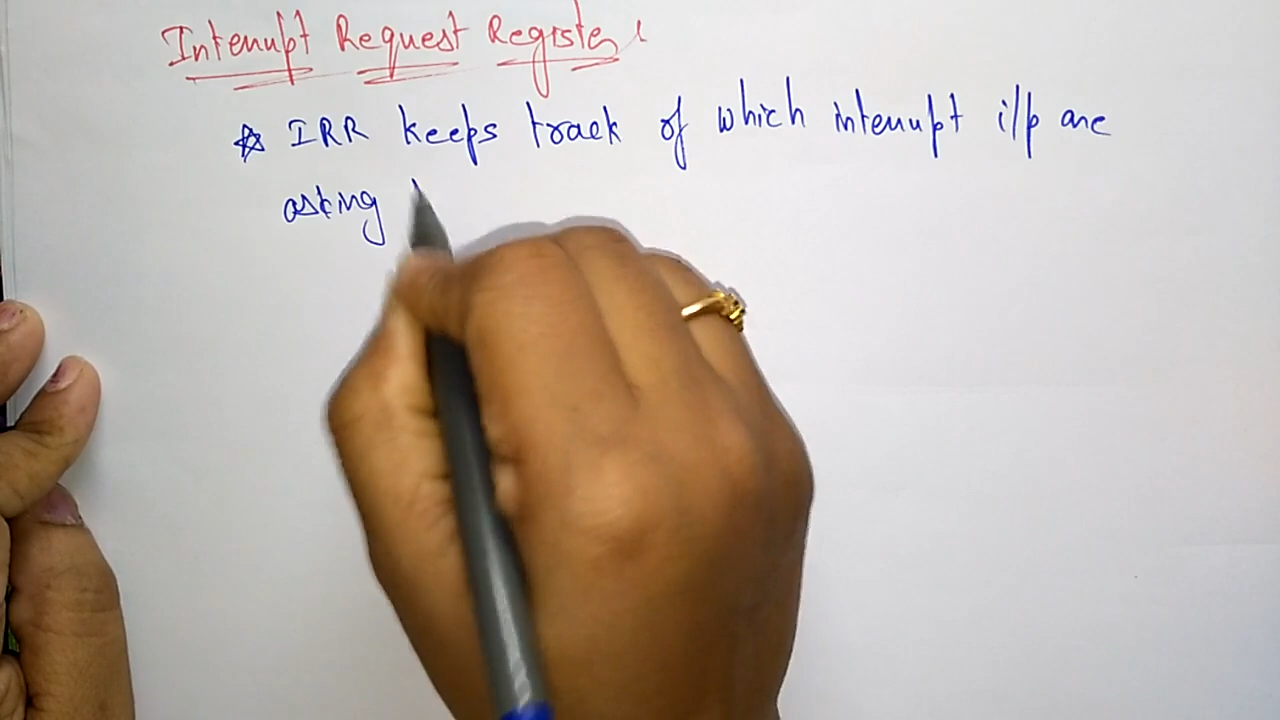 Interrupt Request Register
☆ IRR keeps track of which interrupt i/p are
asking